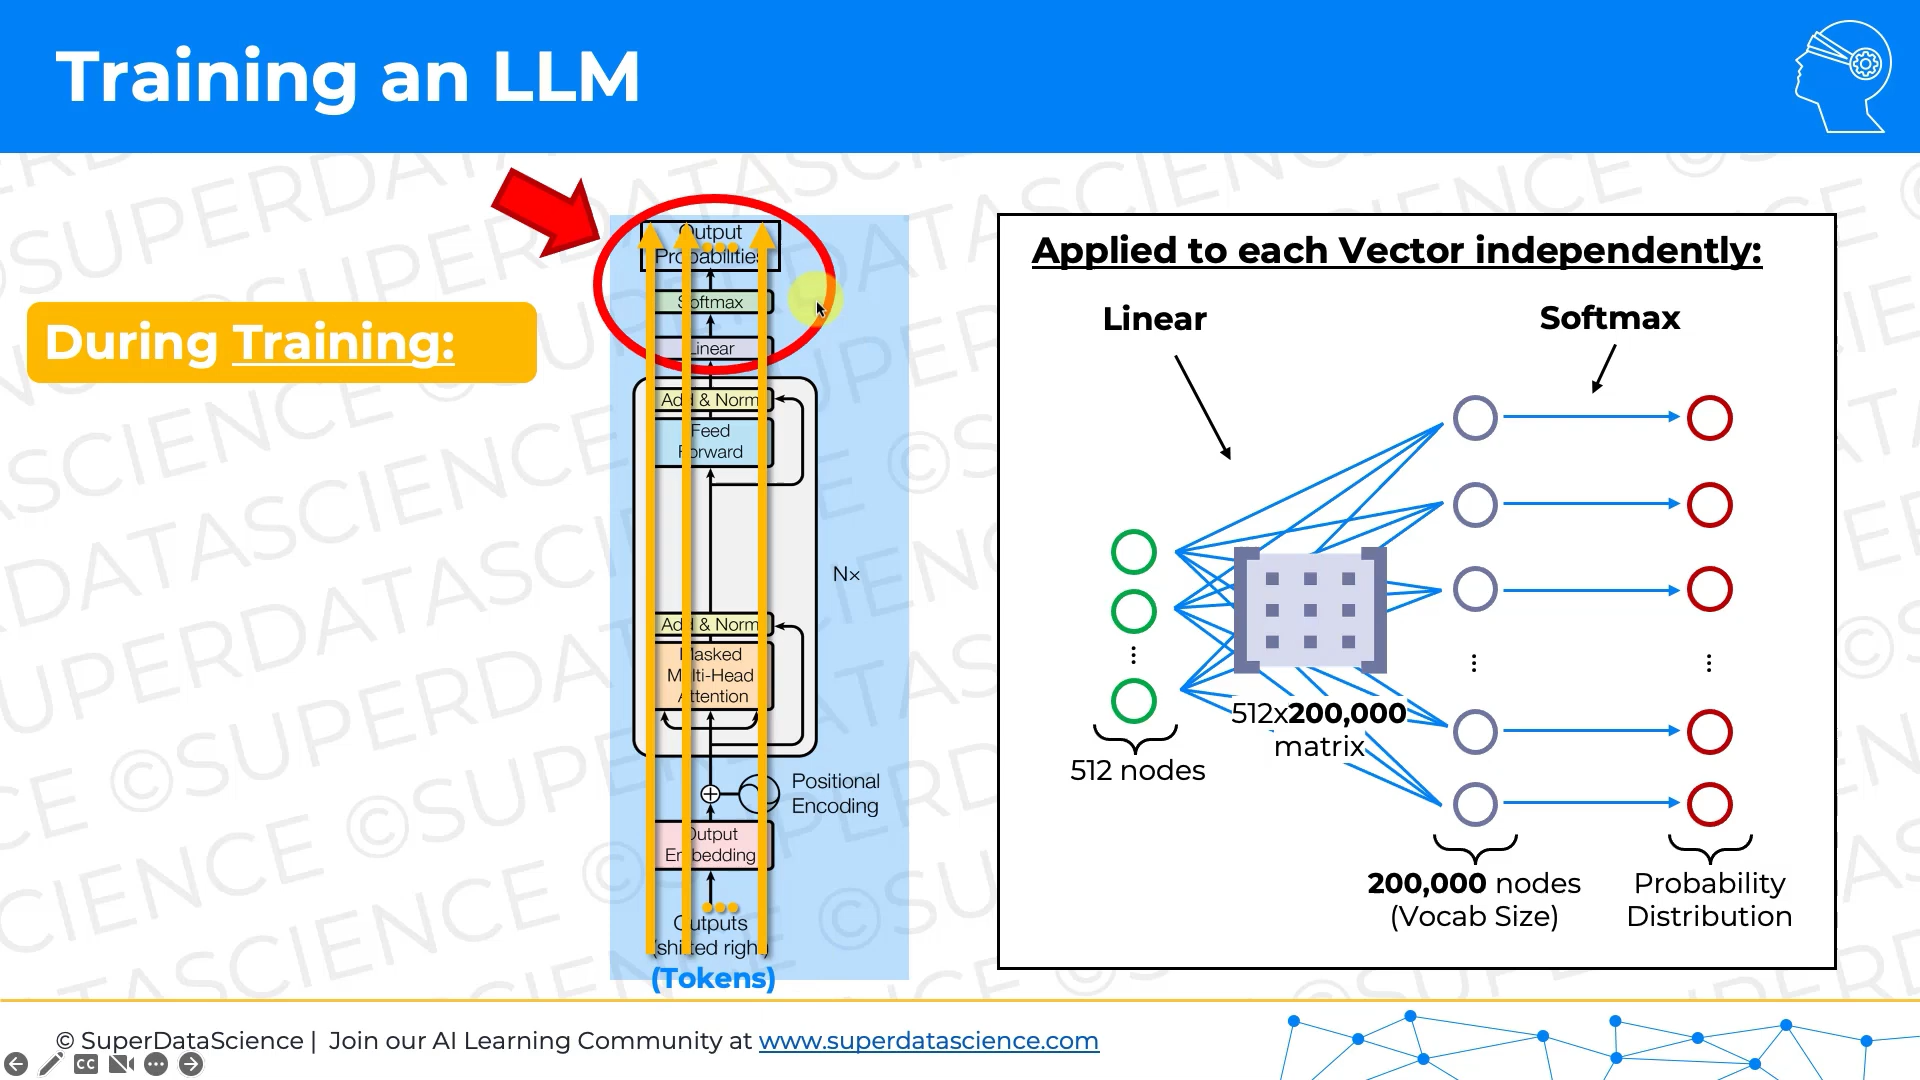 Training an LLM
During Training:
Output
Probabilities
Softmax
Linear
Add & Norm
Feed
Forward
Nx
Add & Norm
Masked
Multi-Head
Attention
Positional
Encoding
Output
Embedding
Outputs
(shifted right)
(Tokens)
Applied to each Vector independently:
Linear
Softmax
512x200,000
matrix
512 nodes
200,000 nodes
(Vocab Size)
Probability
Distribution
© SuperDataScience | Join our AI Learning Community at www.superdatascience.com
CC
©SUPERDATASCIENCE